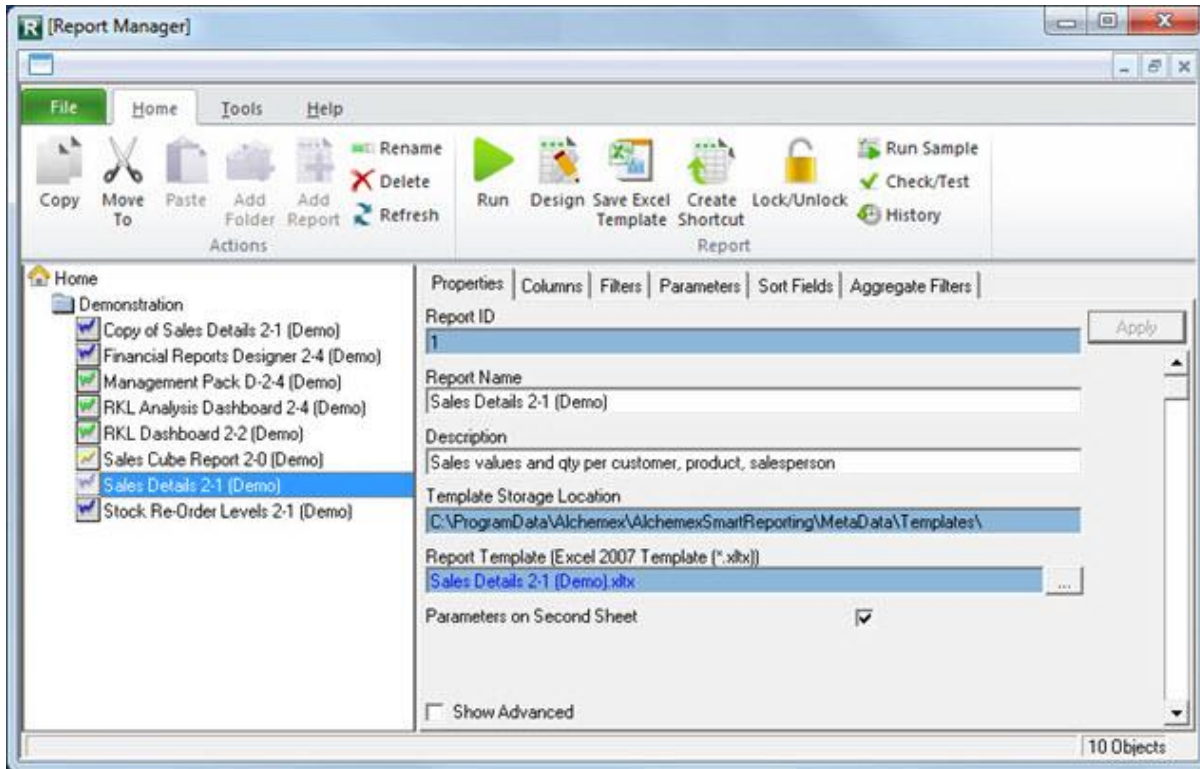 [Report Manager]
File Home Tools Help
Copy
Move To
Paste
Add Folder
Add Report
Rename
Delete
Refresh
Actions
Run
Design
Save Excel Template
Create Shortcut
Lock/Unlock
Run Sample
Check/Test
History
Report
Home
Demonstration
Copy of Sales Details 2-1 (Demo)
Financial Reports Designer 2-4 (Demo)
Management Pack D-2-4 (Demo)
RKL Analysis Dashboard 2-4 (Demo)
RKL Dashboard 2-2 (Demo)
Sales Cube Report 2-0 (Demo)
Sales Details 2-1 (Demo)
Stock Re-Order Levels 2-1 (Demo)
Properties Columns Filters Parameters Sort Fields Aggregate Filters
Report ID
1
Apply
Report Name
Sales Details 2-1 (Demo)
Description
Sales values and qty per customer, product, salesperson
Template Storage Location
C:\ProgramData\Alchemex\AlchemexSmartReporting\MetaData\Templates\
Report Template (Excel 2007 Template (*.xltx))
Sales Details 2-1 (Demo).xltx
...
Parameters on Second Sheet
Show Advanced
10 Objects